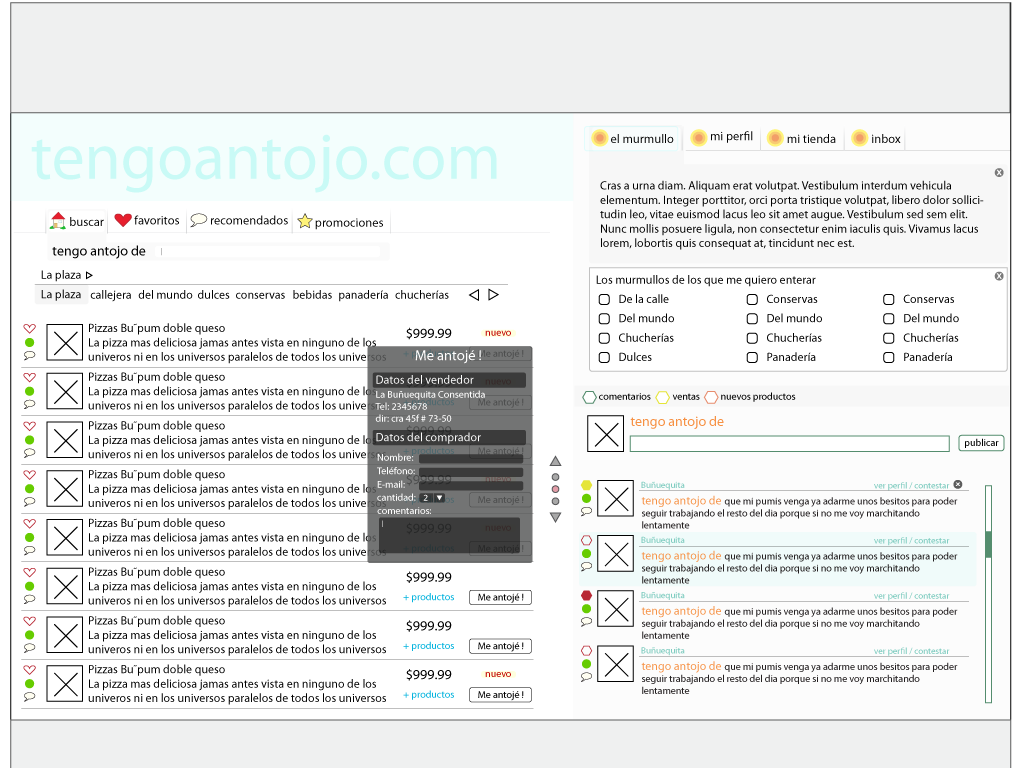 tengoantojo.com
buscar
favoritos
recomendados
promociones
tengo antojo de
La plaza
La plaza callejera del mundo dulces conservas bebidas panadería chucherías
Pizzas Bu¨pum doble queso
La pizza mas deliciosa jamas antes vista en ninguno de los
univeros ni en los universos paralelos de todos los universos
$999.99
nuevo
Pizzas Bu¨pum doble queso
La pizza mas deliciosa jamas antes vista en ninguno de los
univeros ni en los universos paralelos de todos los
Pizzas Bu¨pum doble queso
La pizza mas deliciosa jamas antes vista en ninguno de los
univeros ni en los universos paralelos de todos los
Pizzas Bu¨pum doble queso
La pizza mas deliciosa jamas antes vista en ninguno de los
univeros ni en los universos paralelos de todos los
Pizzas Bu¨pum doble queso
La pizza mas deliciosa jamas antes vista en ninguno de los
univeros ni en los universos paralelos de todos los universos
Pizzas Bu¨pum doble queso
La pizza mas deliciosa jamas antes vista en ninguno de los
univeros ni en los universos paralelos de todos los universos
$999.99
+ productos
Me antojé !
Pizzas Bu¨pum doble queso
La pizza mas deliciosa jamas antes vista en ninguno de los
univeros ni en los universos paralelos de todos los universos
$999.99
+ productos
Me antojé !
Pizzas Bu¨pum doble queso
La pizza mas deliciosa jamas antes vista en ninguno de los
univeros ni en los universos paralelos de todos los universos
$999.99
nuevo
+ productos
Me antojé !
Me antojé !
Datos del vendedor
La Buñuequita Consentida
Tel: 2345678
dir: cra 45f # 73-50
Datos del comprador
Nombre:
Teléfono:
E-mail:
cantidad: 2
comentarios:
el murmullo
mi perfil
mi tienda
inbox
Cras a urna diam. Aliquam erat volutpat. Vestibulum interdum vehicula
elementum. Integer porttitor, orci porta tristique volutpat, libero dolor sollici-
tudin leo, vitae euismod lacus leo sit amet augue. Vestibulum sed sem elit.
Nunc mollis posuere ligula, non consectetur enim iaculis quis. Vivamus lacus
lorem, lobortis quis consequat at, tincidunt nec est.
Los murmullos de los que me quiero enterar
De la calle Conservas Conservas
Del mundo Del mundo Del mundo
Chucherías Chucherías Chucherías
Dulces Panadería Panadería
comentarios ventas nuevos productos
tengo antojo de
publicar
Buñuequita ver perfil / contestar
tengo antojo de que mi pumis venga ya adarme unos besitos para poder
seguir trabajando el resto del dia porque si no me voy marchitando
lentamente
Buñuequita ver perfil / contestar
tengo antojo de que mi pumis venga ya adarme unos besitos para poder
seguir trabajando el resto del dia porque si no me voy marchitando
lentamente
Buñuequita ver perfil / contestar
tengo antojo de que mi pumis venga ya adarme unos besitos para poder
seguir trabajando el resto del dia porque si no me voy marchitando
lentamente
Buñuequita ver perfil / contestar
tengo antojo de que mi pumis venga ya adarme unos besitos para poder
seguir trabajando el resto del dia porque si no me voy marchitando
lentamente